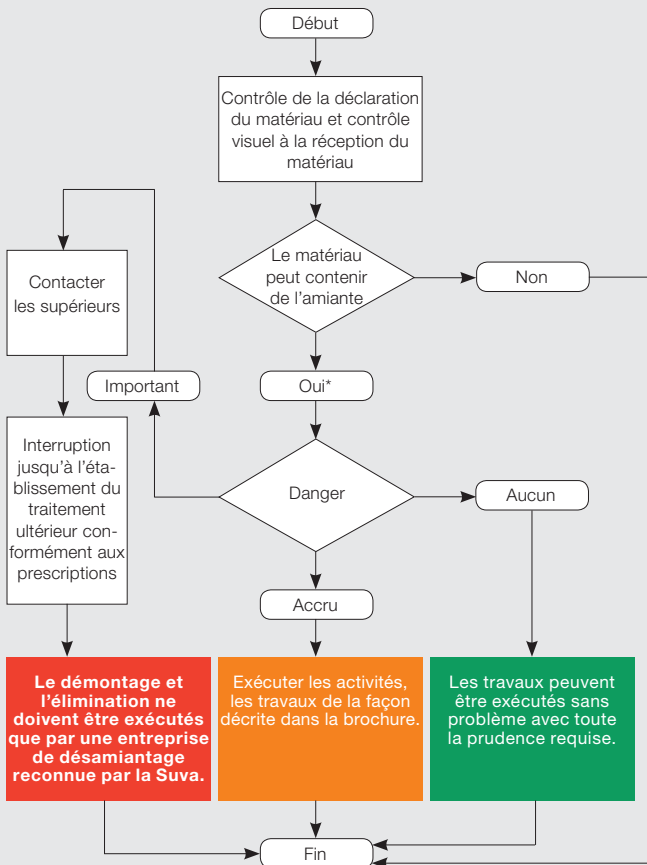 Début
Contrôle de la déclaration
du matériau et contrôle
visuel à la réception du
matériau
Le matériau
peut contenir
de l'amiante
Non
Contacter
les supérieurs
Important
Oui*
Interruption
jusqu'à l'éta-
blissement du
traitement
ultérieur con-
formément aux
prescriptions
Danger
Aucun
Accru
Le démontage et
l'élimination ne
doivent être exécutés
que par une entreprise
de désamiantage
reconnue par la Suva.
Exécuter les activités,
les travaux de la façon
décrite dans la brochure.
Les travaux peuvent
être exécutés sans
problème avec toute
la prudence requise.
Fin